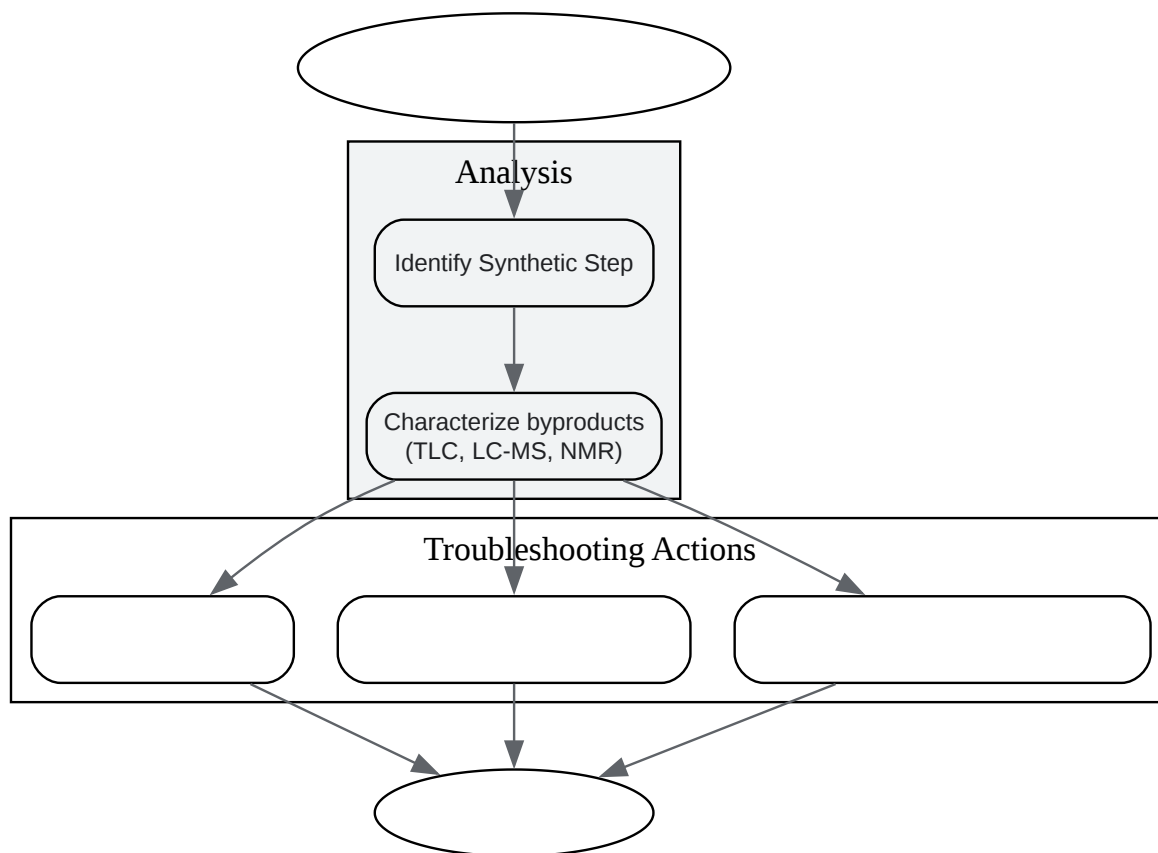 Analysis
Identify Synthetic Step
Characterize byproducts
(TLC, LC-MS, NMR)
Troubleshooting Actions